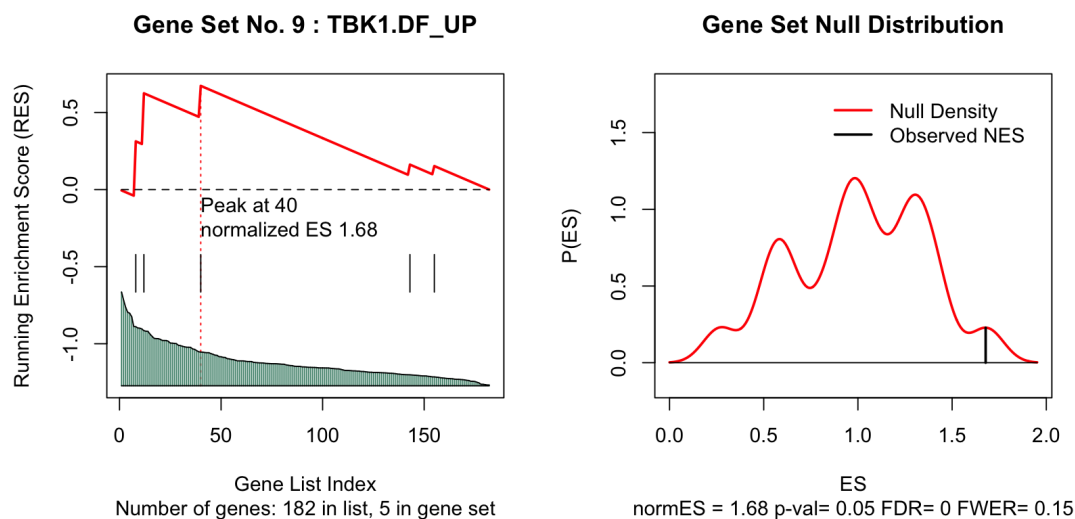 Gene Set No. 9 : TBK1.DF_UP
Running Enrichment Score (RES)
0.5
0.0
-0.5
-1.0
Peak at 40
normalized ES 1.68
0 50 100 150
Gene List Index
Number of genes: 182 in list, 5 in gene set
Gene Set Null Distribution
P(ES)
1.5
1.0
0.5
0.0
Null Density
Observed NES
0.0 0.5 1.0 1.5 2.0
ES
normES = 1.68 p-val= 0.05 FDR= 0 FWER= 0.15